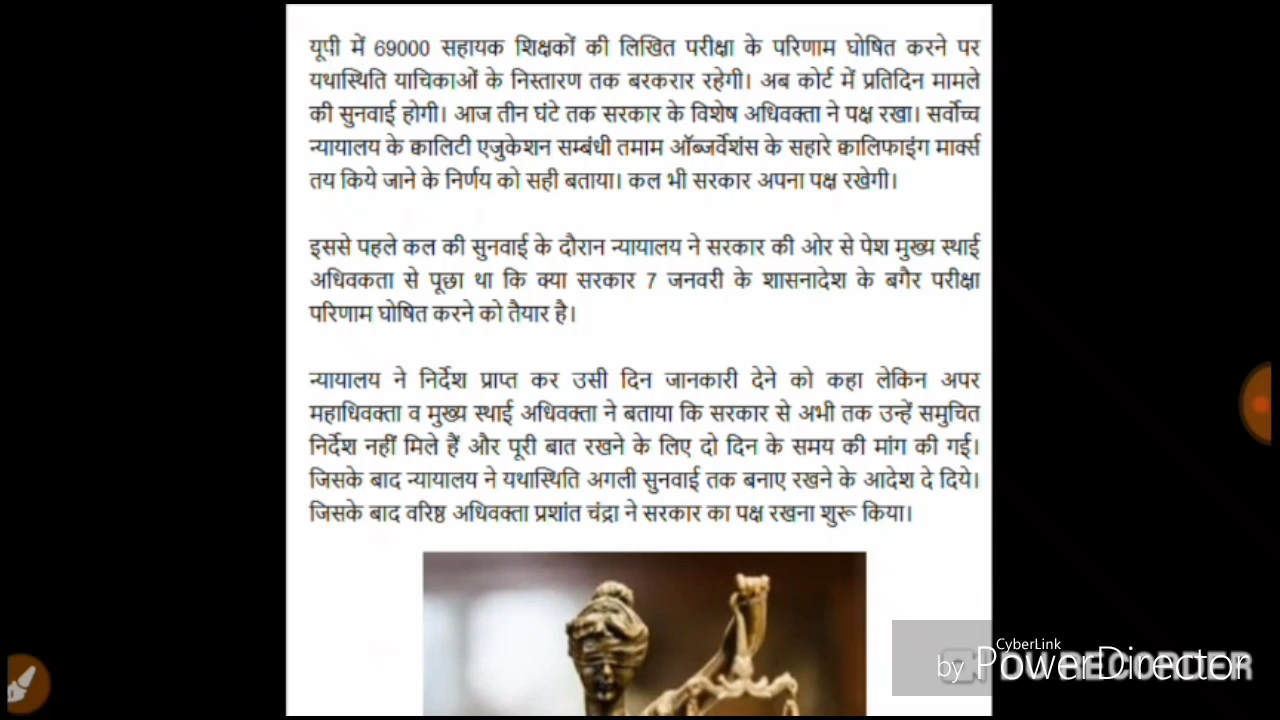 यूपी में 69000 सहायक शिक्षकों की लिखित परीक्षा के परिणाम घोषित करने पर
यथास्थिति याचिकाओं के निस्तारण तक बरकरार रहेगी। अब कोर्ट में प्रतिदिन मामले
की सुनवाई होगी। आज तीन घंटे तक सरकार के विशेष अधिवक्ता ने पक्ष रखा। सर्वोच्च
न्यायालय के क्वालिटी एजुकेशन सम्बंधी तमाम ऑब्जर्वेशंस के सहारे क्वालिफाइंग मार्क्स
तय किये जाने के निर्णय को सही बताया। कल भी सरकार अपना पक्ष रखेगी।
इससे पहले कल की सुनवाई के दौरान न्यायालय ने सरकार की ओर से पेश मुख्य स्थाई
अधिवकता से पूछा था कि क्या सरकार 7 जनवरी के शासनादेश के बगैर परीक्षा
परिणाम घोषित करने को तैयार है।
न्यायालय ने निर्देश प्राप्त कर उसी दिन जानकारी देने को कहा लेकिन अपर
महाधिवक्ता व मुख्य स्थाई अधिवक्ता ने बताया कि सरकार से अभी तक उन्हें समुचित
निर्देश नहीं मिले हैं और पूरी बात रखने के लिए दो दिन के समय की मांग की गई।
जिसके बाद न्यायालय ने यथास्थिति अगली सुनवाई तक बनाए रखने के आदेश दे दिये।
जिसके बाद वरिष्ठ अधिवक्ता प्रशांत चंद्रा ने सरकार का पक्ष रखना शुरू किया।
CyberLink
by PowerDirector
RECORDER